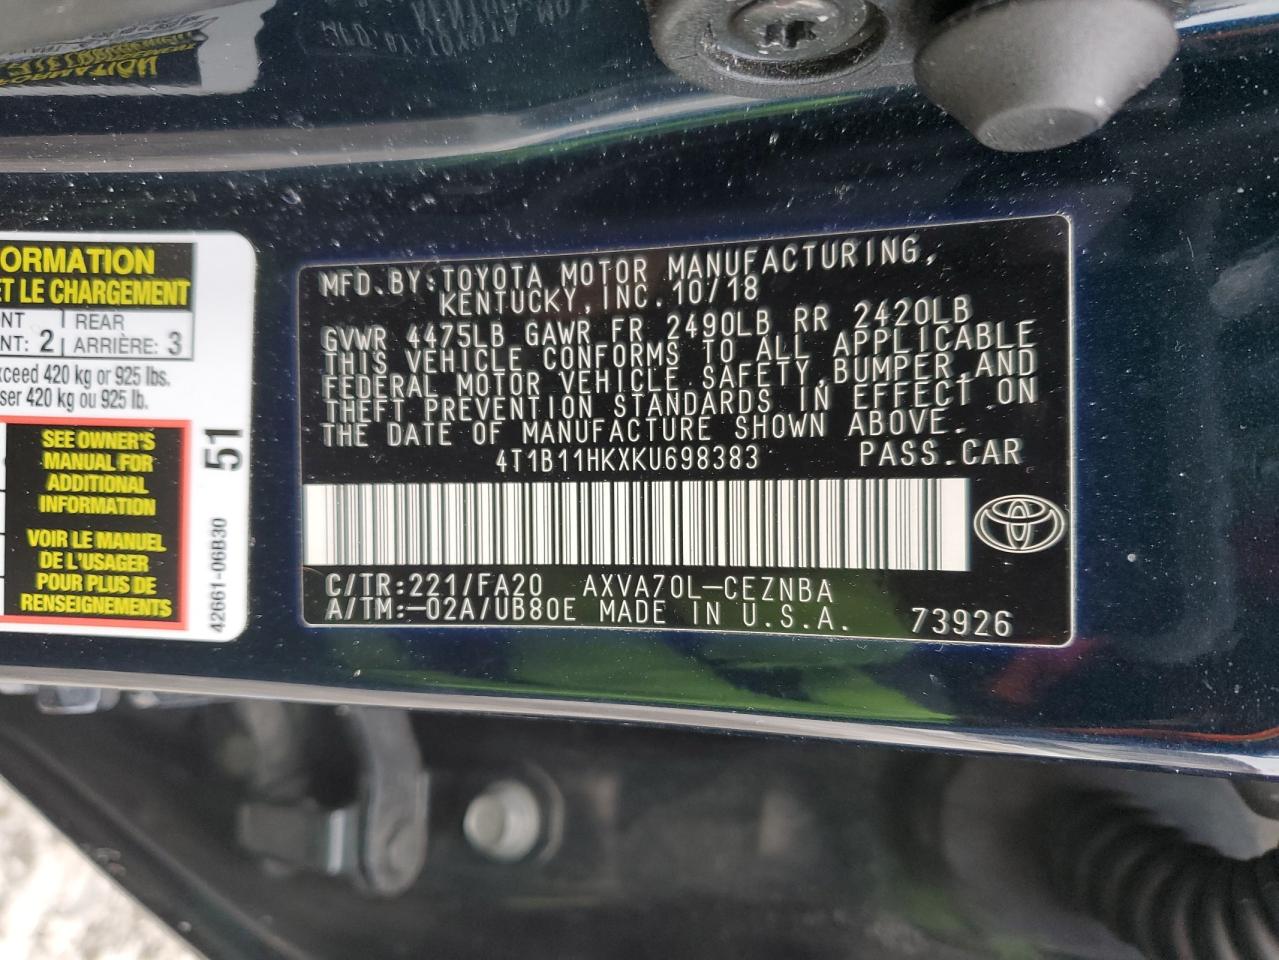 ORMATION
ET LE CHARGEMENT
NT
NT: 2
REAR
ARRIÈRE: 3
xceed 420 kg or 925 lbs.
ser 420 kg ou 925 lb.
SEE OWNER'S
MANUAL FOR
ADDITIONAL
INFORMATION
VOIR LE MANUEL
DE L'USAGER
POUR PLUS DE
RENSEIGNEMENTS
51
42661-06B30
MFD.BY:TOYOTA MOTOR MANUFACTURING,
KENTUCKY,INC.10/18
GVWR 4475LB GAWR FR 2490LB RR 2420LB
THIS VEHICLE CONFORMS TO ALL APPLICABLE
FEDERAL MOTOR VEHICLE SAFETY,BUMPER,AND
THEFT PREVENTION STANDARDS IN EFFECT ON
THE DATE OF MANUFACTURE SHOWN ABOVE.
4T1B11HKXKU698383 PASS.CAR
C/TR:221/FA20 AXVA70L-CEZNBA
A/TM:-02A/UB80E MADE IN U.S.A. 73926